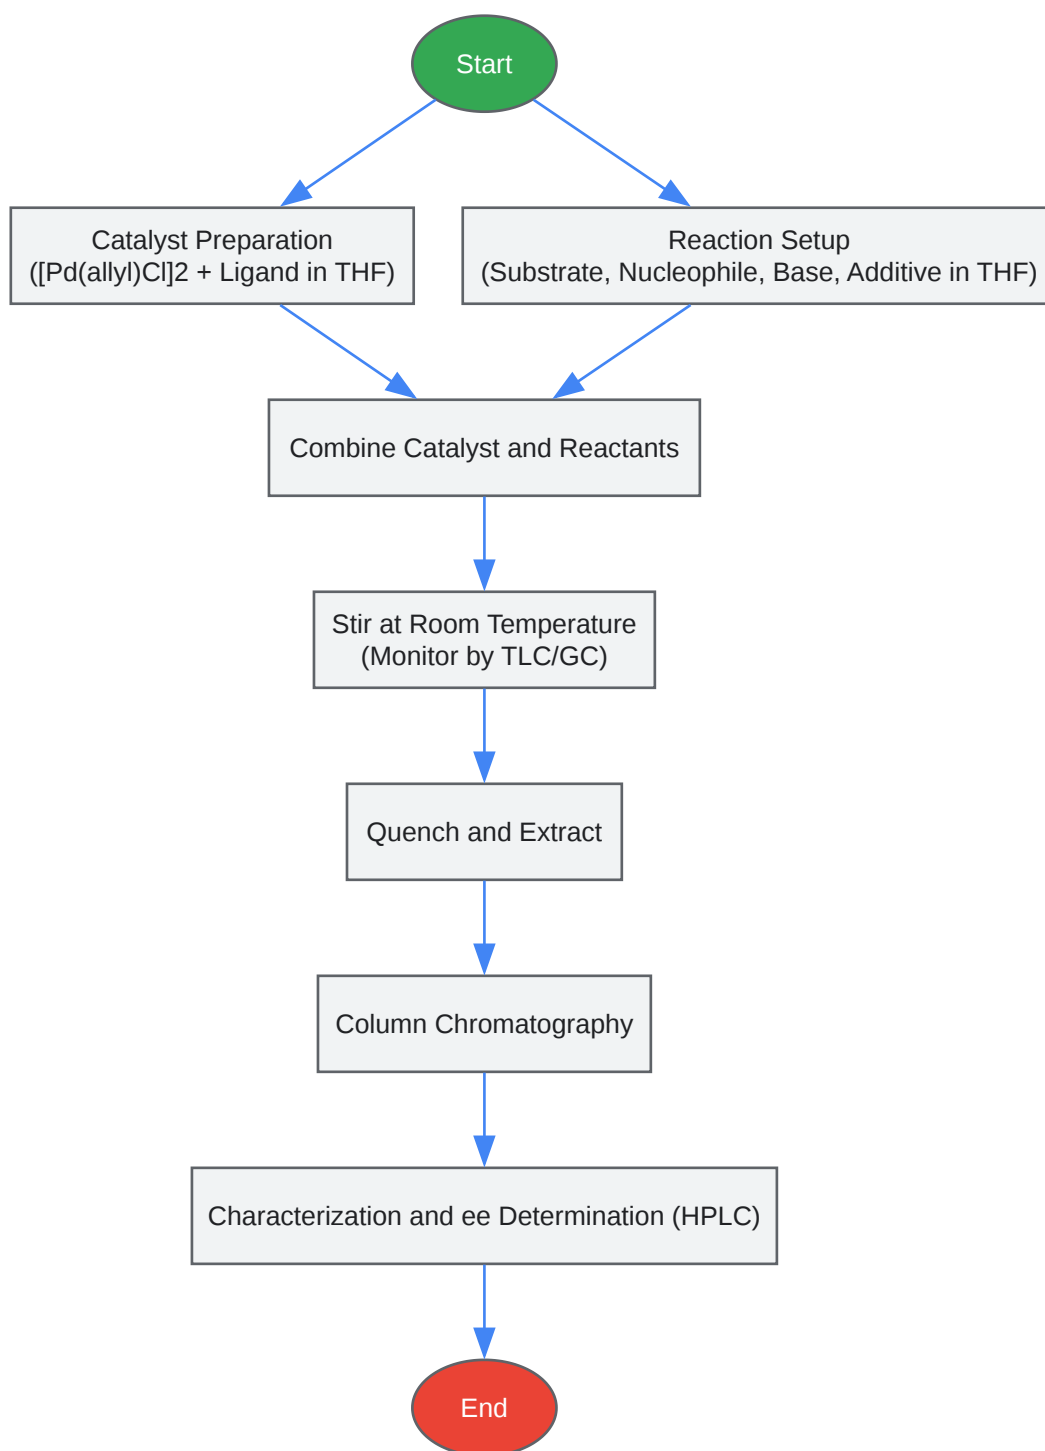 Start
Catalyst Preparation
([Pd(allyl)Cl]2 + Ligand in THF)
Reaction Setup
(Substrate, Nucleophile, Base, Additive in THF)
Combine Catalyst and Reactants
Stir at Room Temperature
(Monitor by TLC/GC)
Quench and Extract
Column Chromatography
Characterization and ee Determination (HPLC)
End